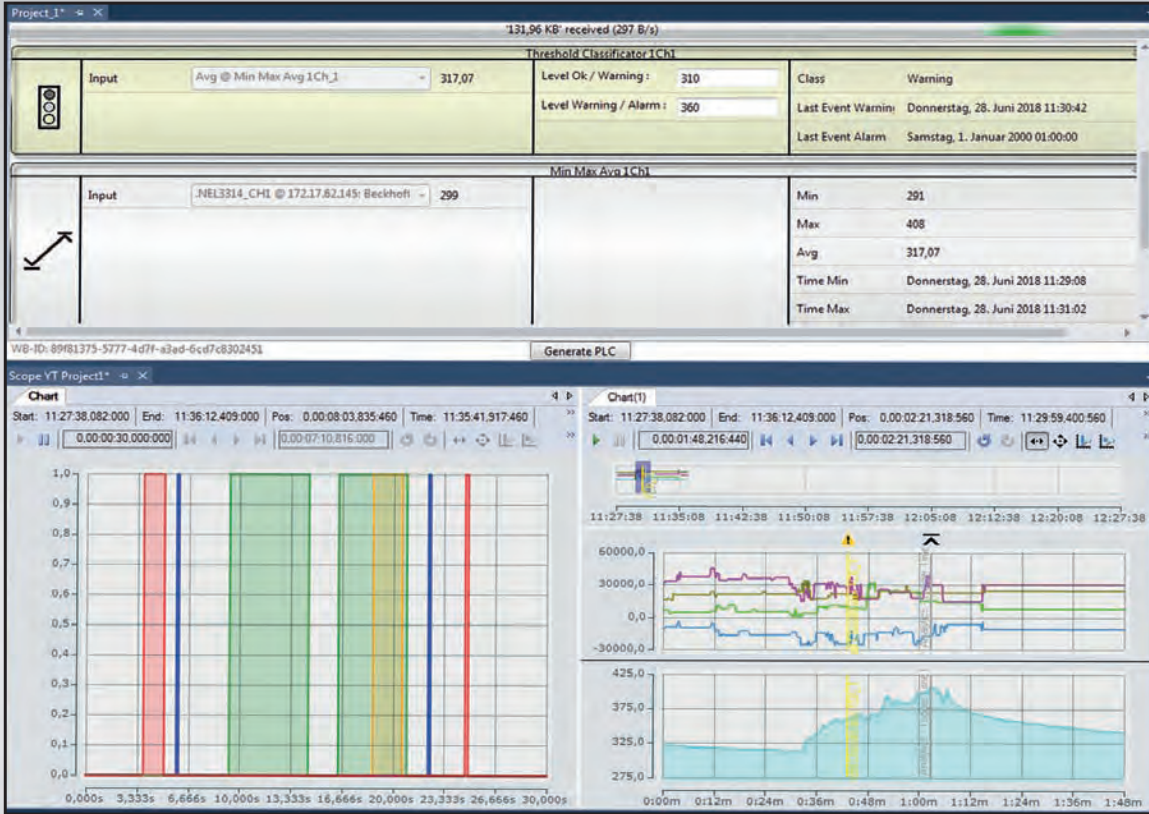 Project_1*
'131,96 KB' received (297 B/s)
Threshold Classificator 1Ch1
Input Avg @ Min Max Avg 1Ch_1 317,07 Level Ok / Warning : 310 Class Warning
Level Warning / Alarm : 360 Last Event Warning Donnerstag, 28. Juni 2018 11:30:42
Last Event Alarm Samstag, 1. Januar 2000 01:00:00
Min Max Avg 1Ch1
Input .NEL3314_CH1 @ 172.17.62.145: Beckhoff 299 Min 291
Max 408
Avg 317,07
Time Min Donnerstag, 28. Juni 2018 11:29:08
Time Max Donnerstag, 28. Juni 2018 11:31:02
WB-ID: 89f81375-5777-4d7f-a3ad-6cd7c8302451
Generate PLC
Scope YT Project1*
Chart
Start: 11:27:38,082:000 End: 11:36:12,409:000 Pos: 0.00:08:03,835:460 Time: 11:35:41,917:460
0.00:00:30,000:000 0.00:07:10,816:000
1,0
0,9
0,8
0,7
0,6
0,5
0,4
0,3
0,2
0,1
0,0
0,000s 3,333s 6,666s 10,000s 13,333s 16,666s 20,000s 23,333s 26,666s 30,000s
Chart(1)
Start: 11:27:38,082:000 End: 11:36:12,409:000 Pos: 0.00:02:21,318:560 Time: 11:29:59,400:560
0.00:01:48,216:440 0.00:02:21,318:560
11:27:38 11:35:08 11:42:38 11:50:08 11:57:38 12:05:08 12:12:38 12:20:08 12:27:38
60000,0
30000,0
0,0
-30000,0
425,0
375,0
325,0
275,0
0:00m 0:12m 0:24m 0:36m 0:48m 1:00m 1:12m 1:24m 1:36m 1:48m